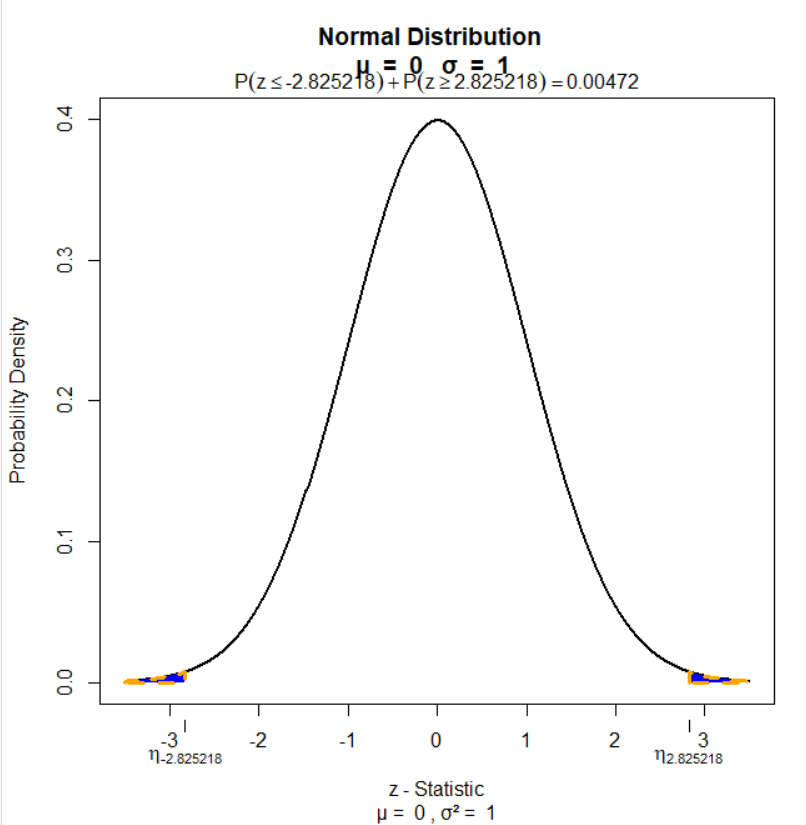 Normal Distribution
μ = 0 σ = 1
P(z ≤ -2.825218) + P(z ≥ 2.825218) = 0.00472
Probability Density
0.4
0.3
0.2
0.1
0.0
-3 -2 -1 0 1 2 3
η-2.825218 η2.825218
z - Statistic
μ = 0 , σ² = 1